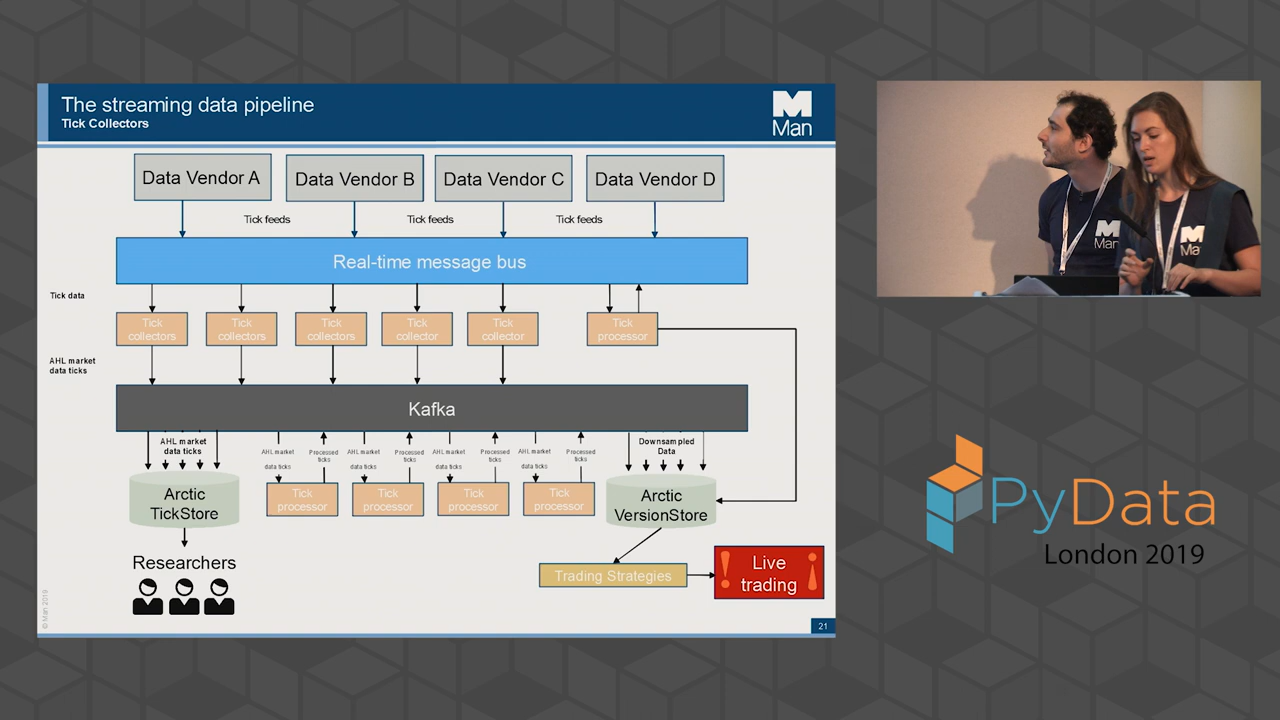 The streaming data pipeline
Tick Collectors
Man
Data Vendor A
Data Vendor B
Data Vendor C
Data Vendor D
Tick feeds
Tick feeds
Tick feeds
Real-time message bus
Tick data
Tick
collectors
Tick
collectors
Tick
collectors
Tick
collector
Tick
collector
Tick
processor
AHL market
data ticks
Kafka
AHL market
data ticks
AHL market
data ticks
Processed
ticks
AHL market
data ticks
Processed
ticks
AHL market
data ticks
Processed
ticks
AHL market
data ticks
Processed
ticks
Downsampled
Data
Arctic
TickStore
Tick
processor
Tick
processor
Tick
processor
Tick
processor
Arctic
VersionStore
Researchers
Trading Strategies
! Live
trading
© Man 2019
21
Man
Man
PyData
London 2019